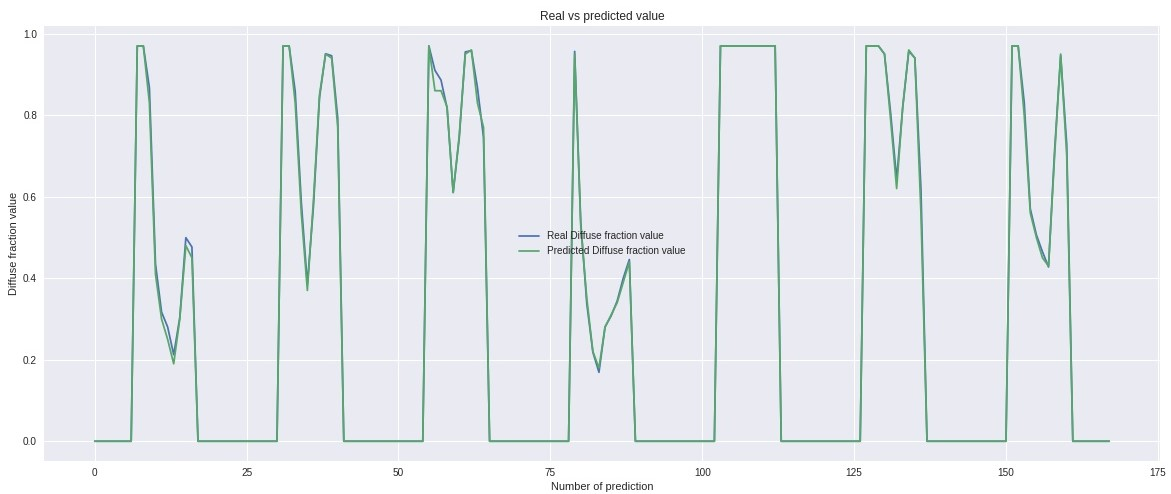 Real vs predicted value
Diffuse fraction value
1.0
0.8
0.6
0.4
0.2
0.0
Real Diffuse fraction value
Predicted Diffuse fraction value
0
25
50
75
100
125
150
175
Number of prediction